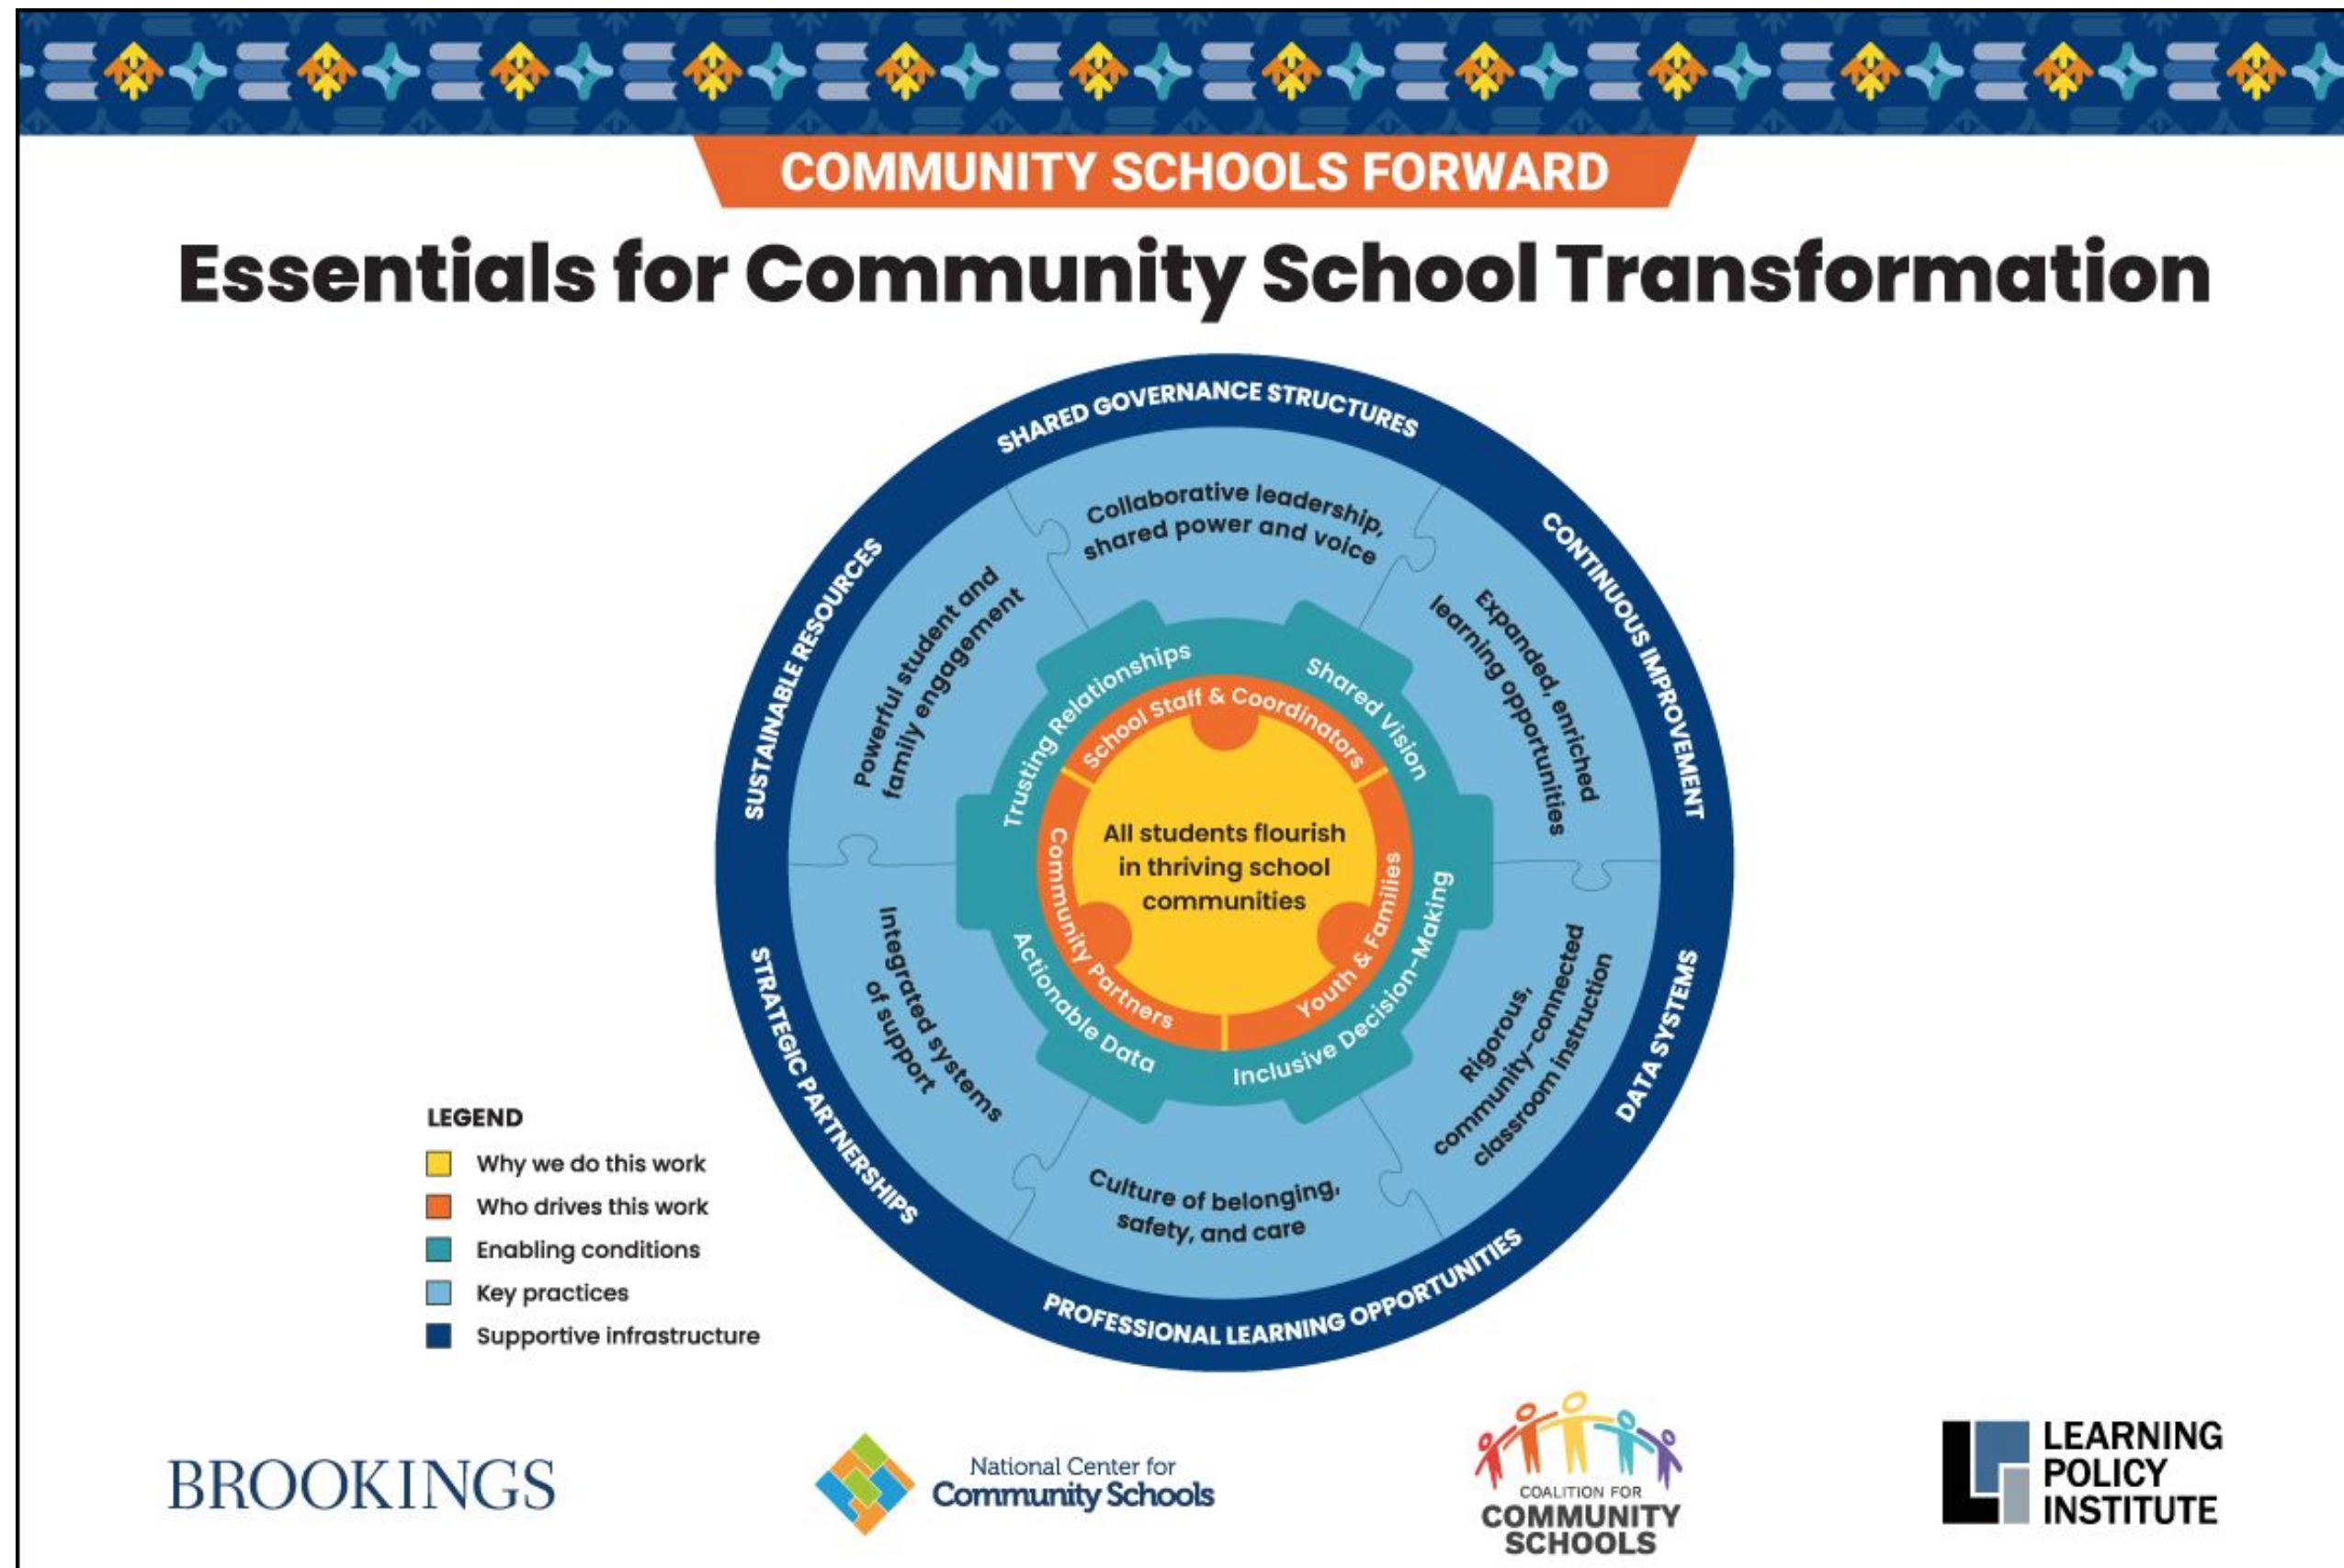 COMMUNITY SCHOOLS FORWARD
Essentials for Community School Transformation
SHARED GOVERNANCE STRUCTURES
CONTINUOUS IMPROVEMENT
DATA SYSTEMS
PROFESSIONAL LEARNING OPPORTUNITIES
STRATEGIC PARTNERSHIPS
SUSTAINABLE RESOURCES
Collaborative leadership,
shared power and voice
Expanded, enriched
learning opportunities
Rigorous,
community-connected
classroom instruction
Culture of belonging,
safety, and care
Integrated systems
of support
Powerful student and
family engagement
Trusting Relationships
Shared Vision
Inclusive Decision-Making
Actionable Data
School Staff & Coordinators
Youth & Families
Community Partners
All students flourish
in thriving school
communities
LEGEND
Why we do this work
Who drives this work
Enabling conditions
Key practices
Supportive infrastructure
BROOKINGS
National Center for
Community Schools
COALITION FOR
COMMUNITY
SCHOOLS
LEARNING
POLICY
INSTITUTE